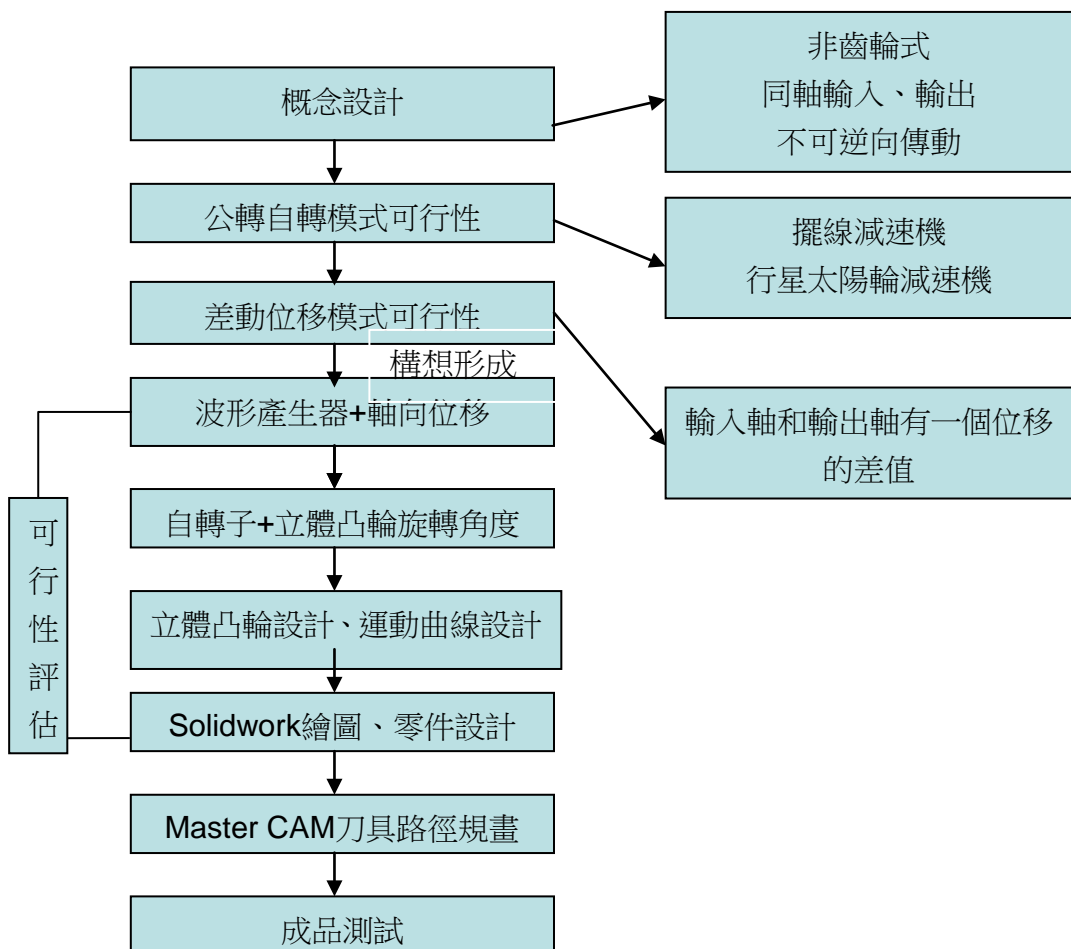 概念設計
非齒輪式
同軸輸入、輸出
不可逆向傳動
公轉自轉模式可行性
擺線減速機
行星太陽輪減速機
差動位移模式可行性
構想形成
波形產生器+軸向位移
輸入軸和輸出軸有一個位移
的差值
自轉子+立體凸輪旋轉角度
可
行
性
評
估
立體凸輪設計、運動曲線設計
Solidwork繪圖、零件設計
Master CAM刀具路徑規畫
成品測試